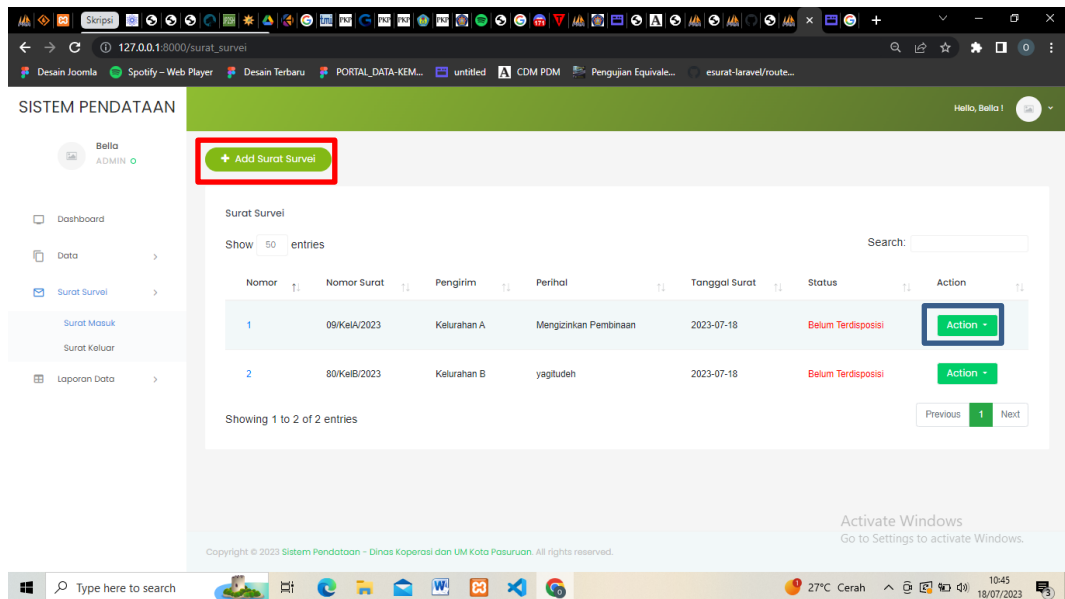 Skripsi
127.0.0.1:8000/surat_survei
Desain Joomla
Spotify – Web Player
Desain Terbaru
PORTAL_DATA-KEM...
untitled
CDM PDM
Pengujian Equivale...
esurat-laravel/route...
SISTEM PENDATAAN
Hello, Bella !
Bella
ADMIN
+ Add Surat Survei
Dashboard
Data
Surat Survei
Surat Masuk
Surat Keluar
Laporan Data
Surat Survei
Show 50 entries
Search:
Nomor Nomor Surat Pengirim Perihal Tanggal Surat Status Action
1 09/KelA/2023 Kelurahan A Mengizinkan Pembinaan 2023-07-18 Belum Terdisposisi Action
2 80/KelB/2023 Kelurahan B yagitudeh 2023-07-18 Belum Terdisposisi Action
Showing 1 to 2 of 2 entries
Previous 1 Next
Activate Windows
Go to Settings to activate Windows.
Copyright © 2023 Sistem Pendataan - Dinas Koperasi dan UM Kota Pasuruan. All rights reserved.
Type here to search
27°C Cerah
10:45
18/07/2023